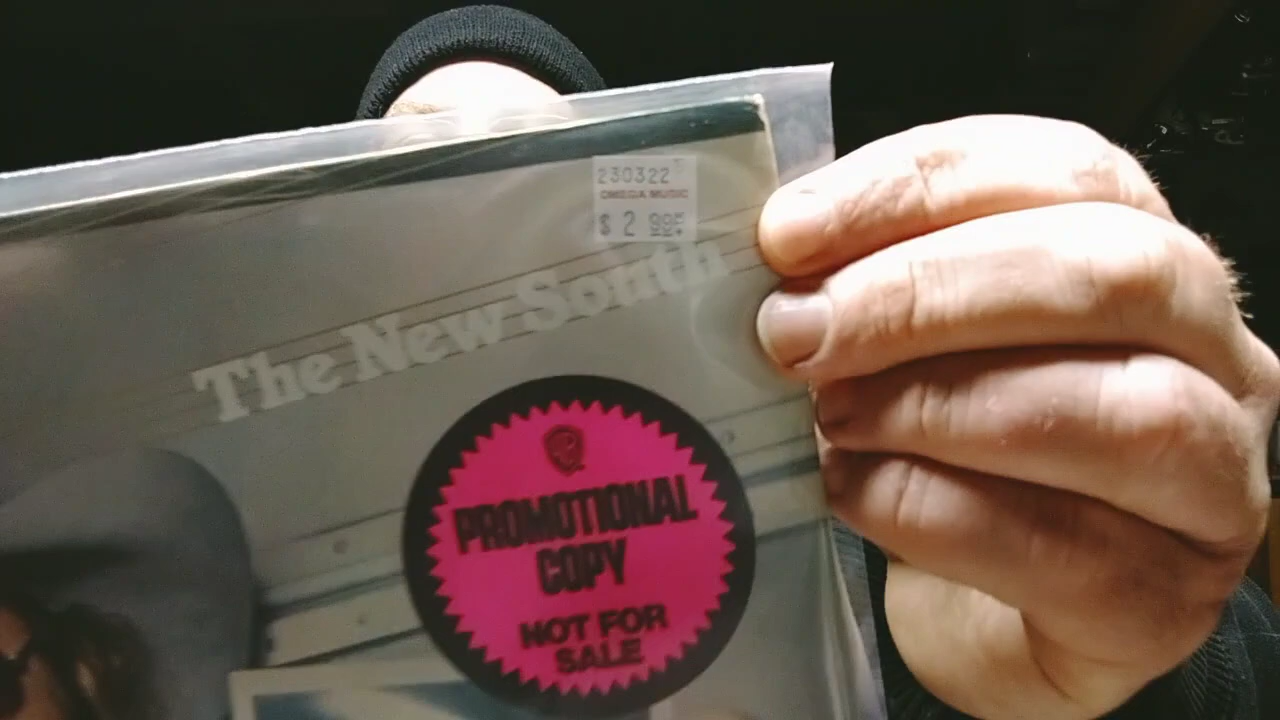 230322
OMEGA MUSIC
$ 2 99
The New South
PROMOTIONAL
COPY
NOT FOR
SALE